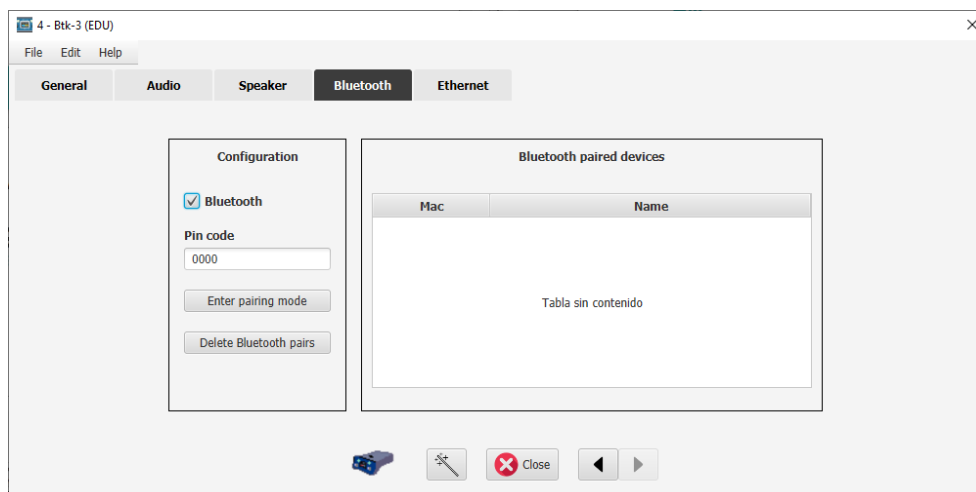 4 - Btk-3 (EDU)
File Edit Help
General Audio Speaker Bluetooth Ethernet
Configuration
Bluetooth
Pin code
0000
Enter pairing mode
Delete Bluetooth pairs
Bluetooth paired devices
Mac Name
Tabla sin contenido
Close